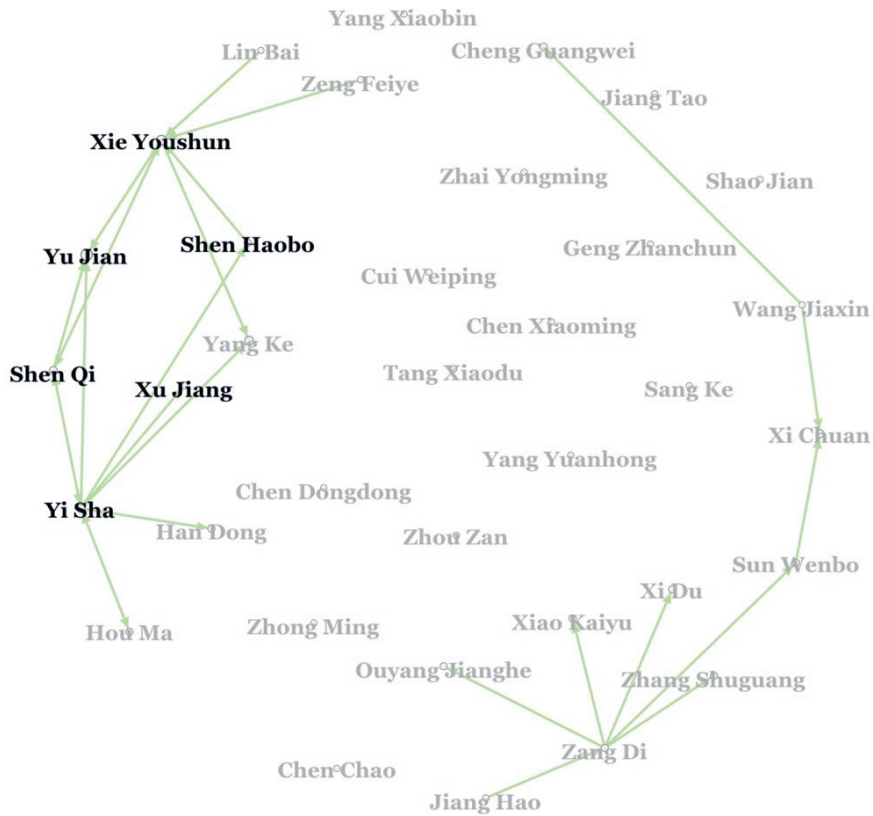 Yang Xiaobin
Lin Bai
Cheng Guangwei
Zeng Feiye
Jiang Tao
Xie Youshun
Zhai Yongming
Shao Jian
Shen Haobo
Geng Zhanchun
Yu Jian
Cui Weiping
Wang Jiaxin
Chen Xiaoming
Yang Ke
Shen Qi
Tang Xiaodu
Xu Jiang
Sang Ke
Xi Chuan
Yang Yuanhong
Chen Dongdong
Yi Sha
Han Dong
Zhou Zan
Sun Wenbo
Xi Du
Xiao Kaiyu
Zhong Ming
Hou Ma
Ouyang Jianghe
Zhang Shuguang
Zang Di
Chen Chao
Jiang Hao